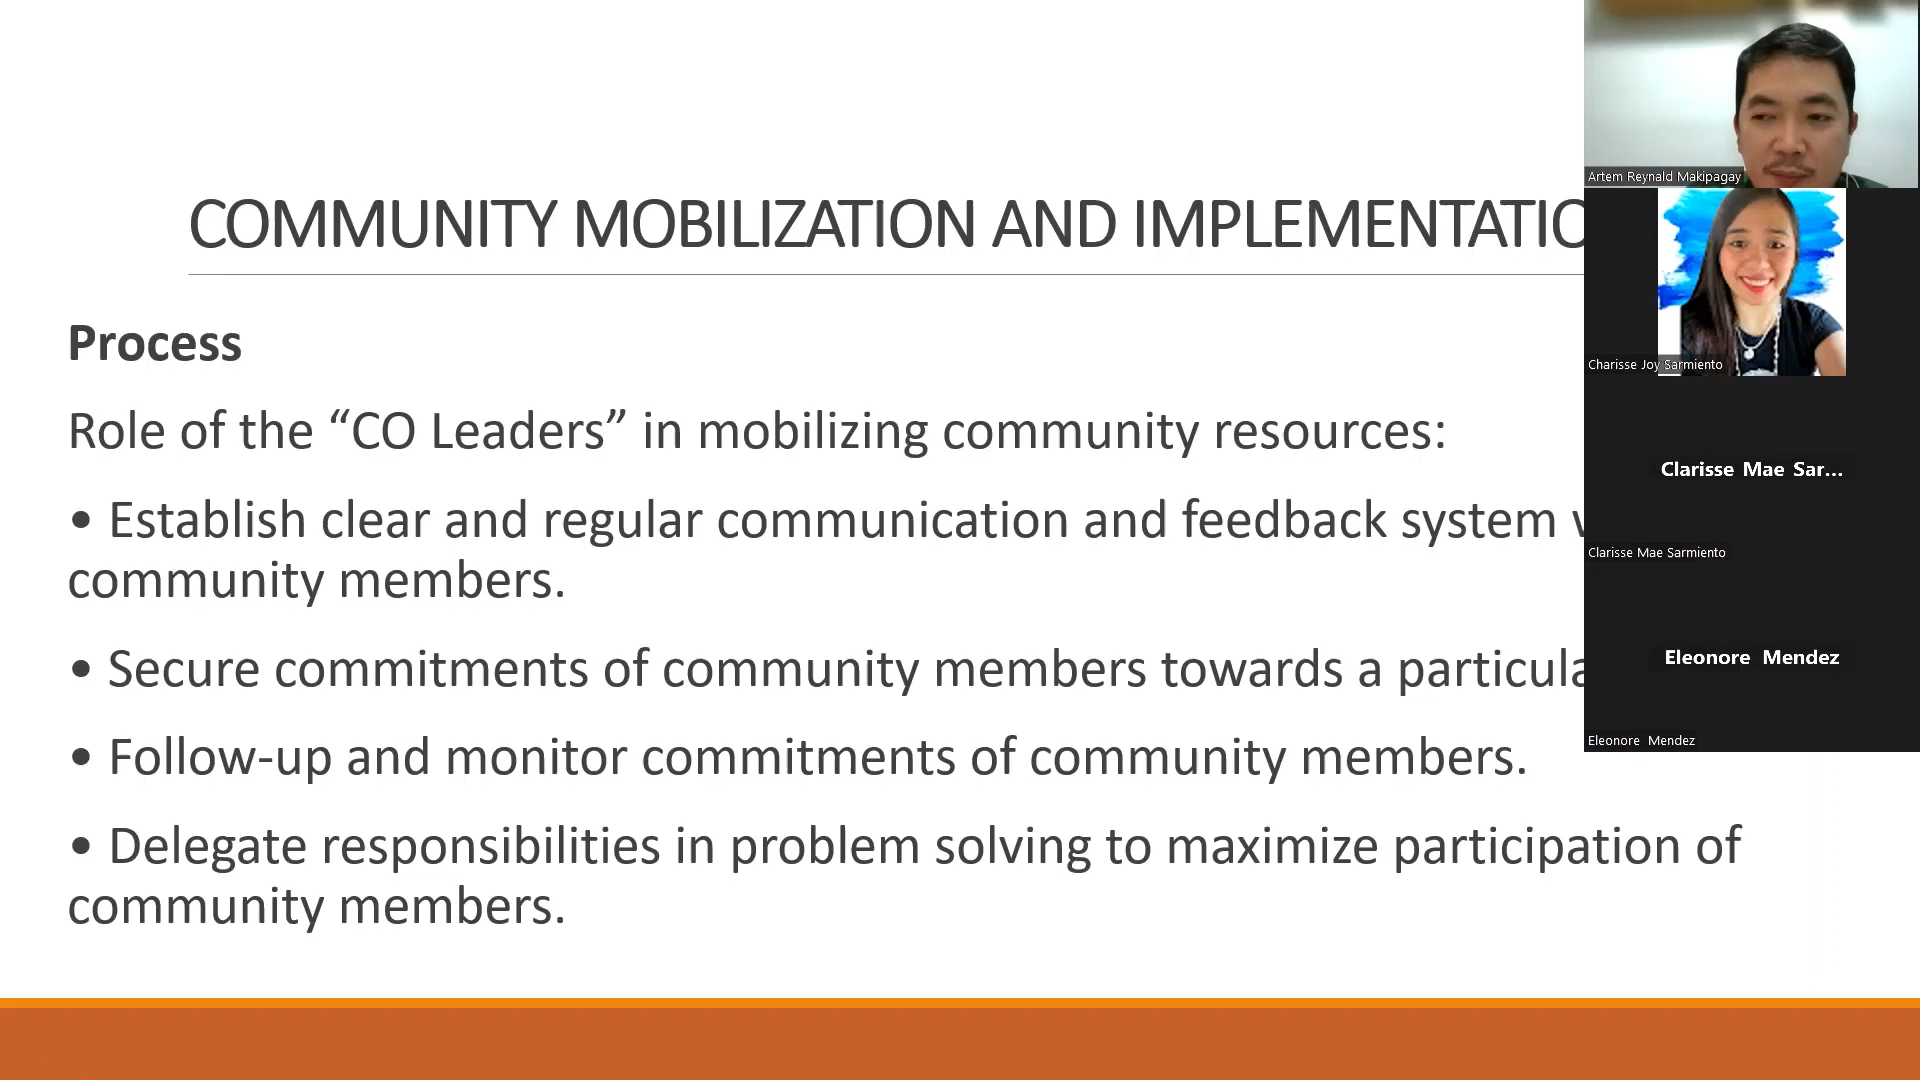 COMMUNITY MOBILIZATION AND IMPLEMENTATIO
Process
Role of the “CO Leaders” in mobilizing community resources:
• Establish clear and regular communication and feedback system
community members.
• Secure commitments of community members towards a particula
• Follow-up and monitor commitments of community members.
• Delegate responsibilities in problem solving to maximize participation of
community members.
Artem Reynald Makipagay
Charisse Joy Sarmiento
Clarisse Mae Sar...
Clarisse Mae Sarmiento
Eleonore Mendez
Eleonore Mendez